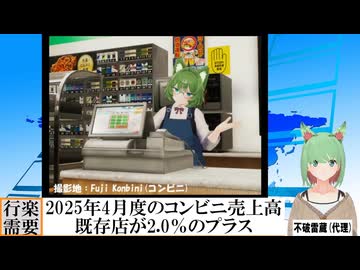 撮影地：Fuji Konbini(コンビニ)
行楽
需要
2025年4月度のコンビニ売上高
既存店が2.0%のプラス
不破雷蔵(代理)